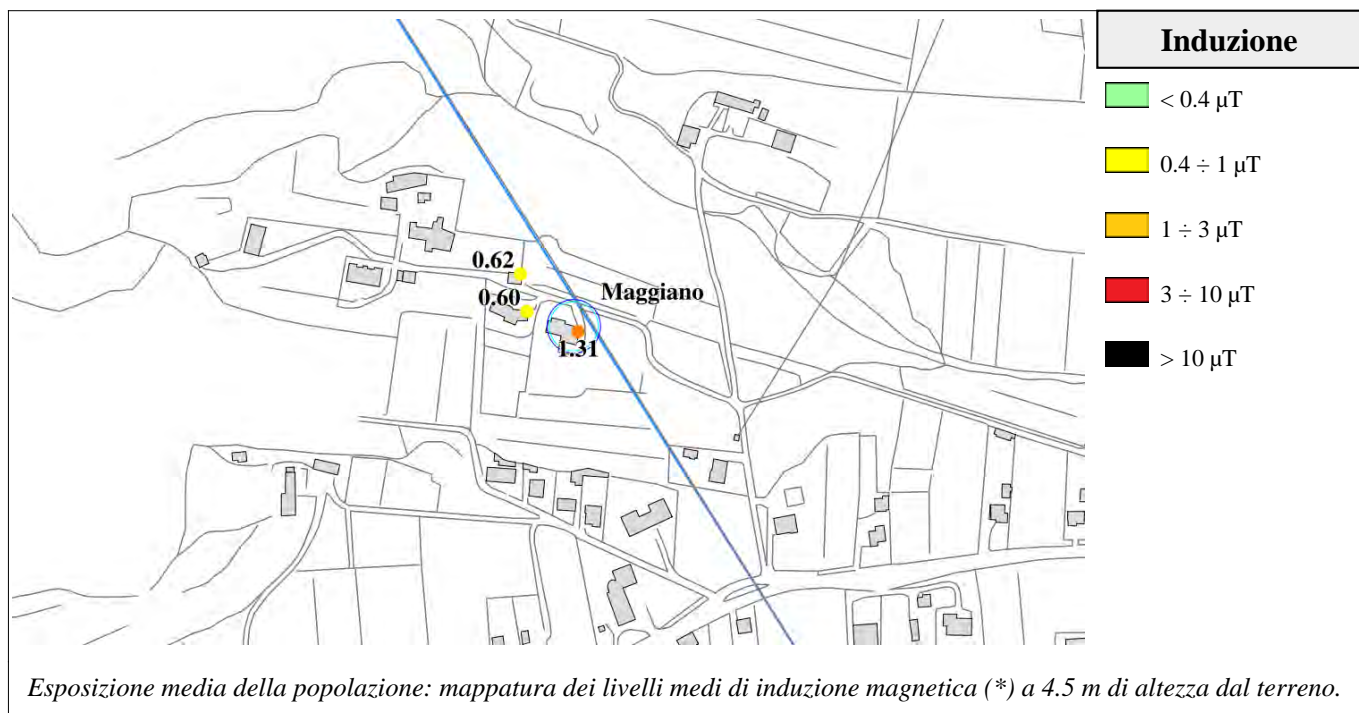 Induzione
< 0.4 µT
0.4 ÷ 1 µT
1 ÷ 3 µT
3 ÷ 10 µT
> 10 µT
0.62
0.60
Maggiano
1.31
Esposizione media della popolazione: mappatura dei livelli medi di induzione magnetica (*) a 4.5 m di altezza dal terreno.